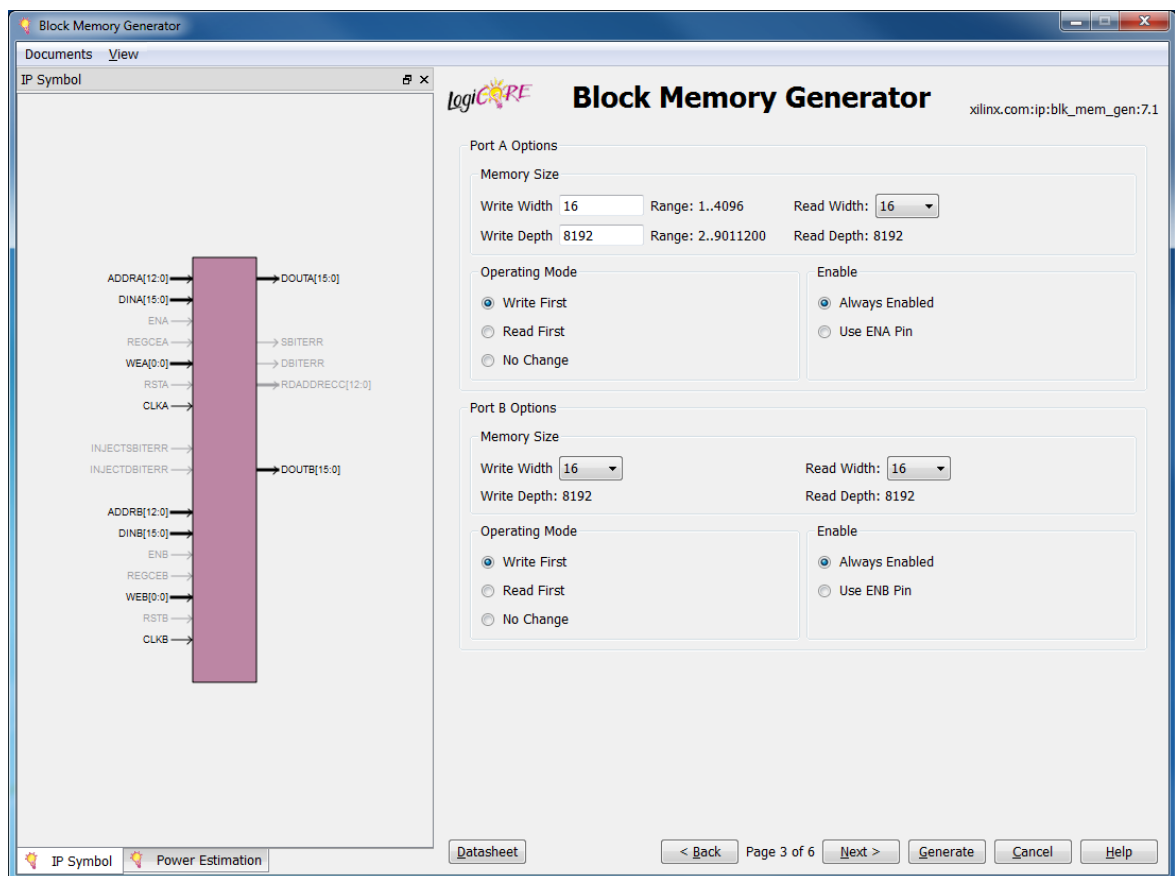 Block Memory Generator
Documents View
IP Symbol
ADDRA[12:0]
DOUTA[15:0]
DINA[15:0]
ENA
REGCEA
SBITERR
WEA[0:0]
DBITERR
RSTA
RDADDRECC[12:0]
CLKA
INJECTSBITERR
INJECTDBITERR
DOUTB[15:0]
ADDRB[12:0]
DINB[15:0]
ENB
REGCEB
WEB[0:0]
RSTB
CLKB
IP Symbol Power Estimation
LogiCORE
Block Memory Generator
xilinx.com:ip:blk_mem_gen:7.1
Port A Options
Memory Size
Write Width 16 Range: 1..4096 Read Width: 16
Write Depth 8192 Range: 2..9011200 Read Depth: 8192
Operating Mode
Write First
Read First
No Change
Enable
Always Enabled
Use ENA Pin
Port B Options
Memory Size
Write Width 16 Read Width: 16
Write Depth: 8192 Read Depth: 8192
Operating Mode
Write First
Read First
No Change
Enable
Always Enabled
Use ENB Pin
Datasheet < Back Page 3 of 6 Next > Generate Cancel Help